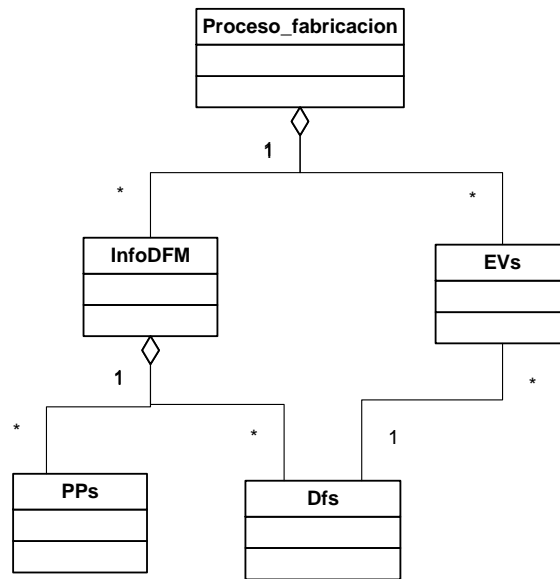 Proceso_fabricacion
1
*
*
InfoDFM
EVs
1
*
*
*
1
PPs
Dfs